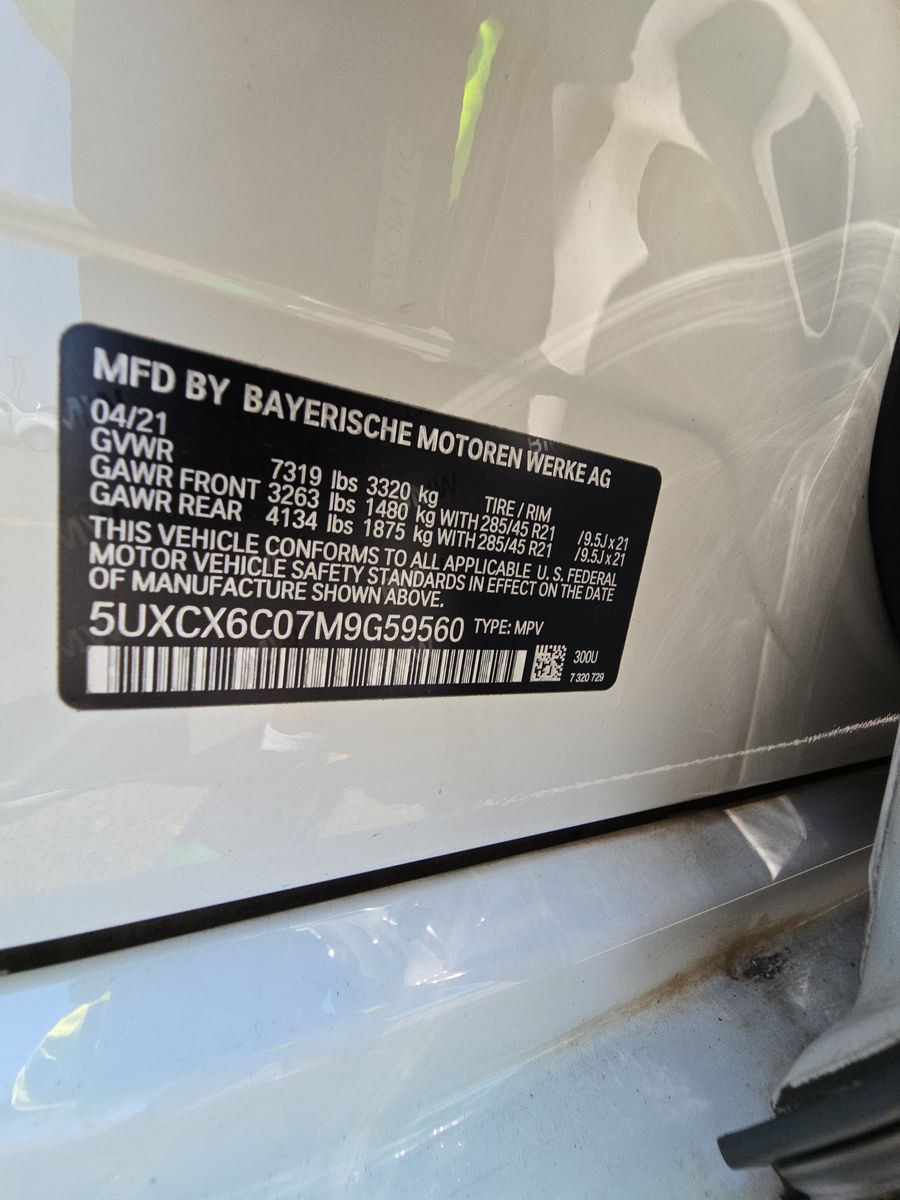 MFD BY BAYERISCHE MOTOREN WERKE AG
04/21
GVWR 7319 lbs 3320 kg TIRE / RIM
GAWR FRONT 3263 lbs 1480 kg WITH 285/45 R21 /9.5J x 21
GAWR REAR 4134 lbs 1875 kg WITH 285/45 R21 /9.5J x 21
THIS VEHICLE CONFORMS TO ALL APPLICABLE U. S. FEDERAL
MOTOR VEHICLE SAFETY STANDARDS IN EFFECT ON THE DATE
OF MANUFACTURE SHOWN ABOVE.
5UXCX6C07M9G59560 TYPE: MPV
300U
7 320 729